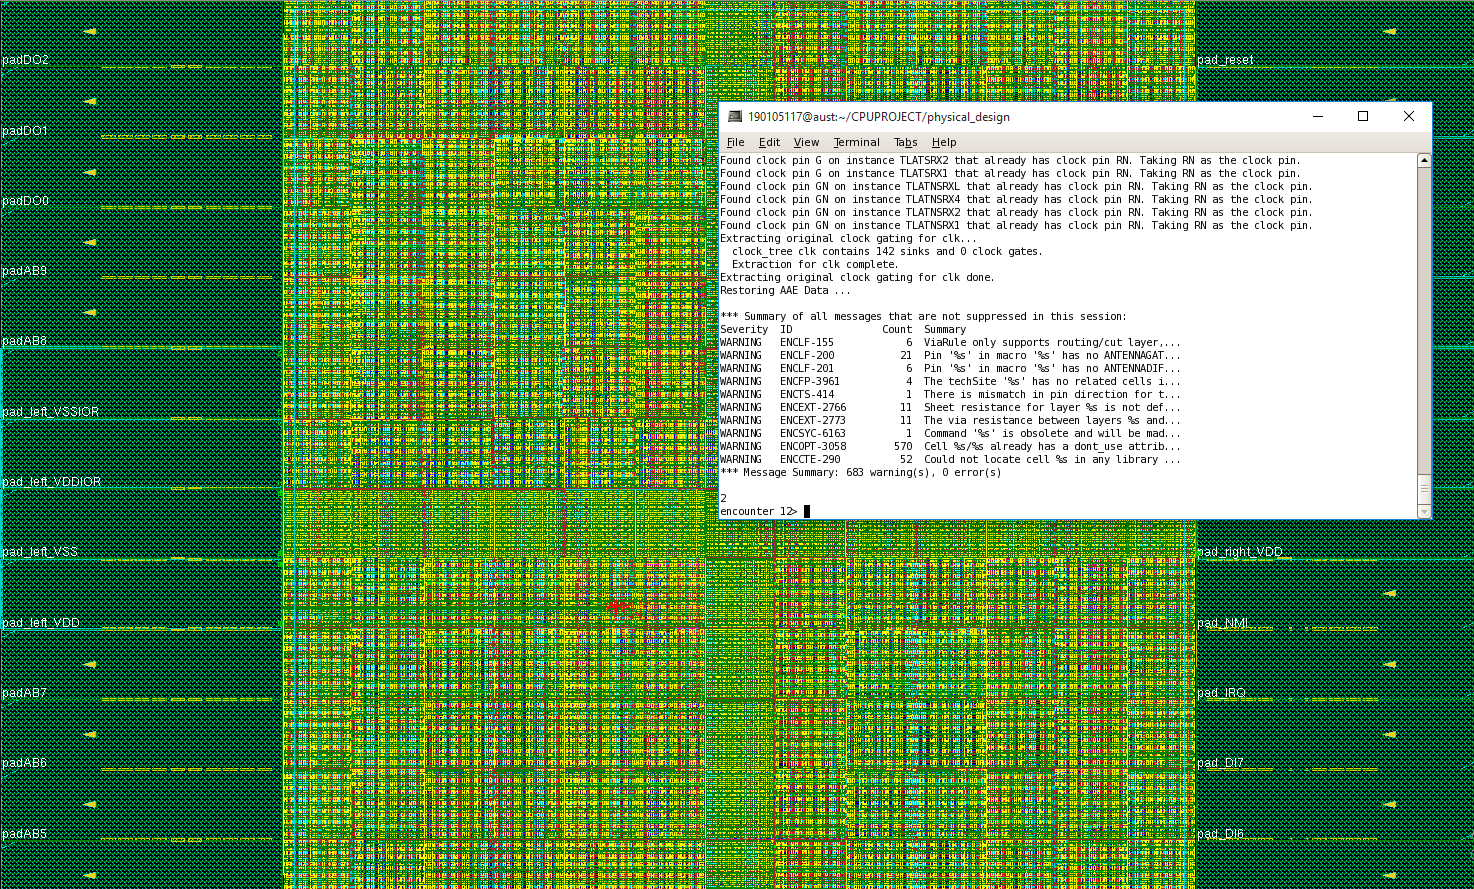 padDO2
padDO1
padDO0
padAB9
padAB8
pad_left_VSSIOR
pad_left_VDDIOR
pad_left_VSS
pad_left_VDD
padAB7
padAB6
padAB5
pad_reset
190105117@aust:~/CPUPROJECT/physical_design
File Edit View Terminal Tabs Help
Found clock pin G on instance TLATSRX2 that already has clock pin RN. Taking RN as the clock pin.
Found clock pin G on instance TLATSRX1 that already has clock pin RN. Taking RN as the clock pin.
Found clock pin GN on instance TLATNSRXL that already has clock pin RN. Taking RN as the clock pin.
Found clock pin GN on instance TLATNSRX4 that already has clock pin RN. Taking RN as the clock pin.
Found clock pin GN on instance TLATNSRX2 that already has clock pin RN. Taking RN as the clock pin.
Found clock pin GN on instance TLATNSRX1 that already has clock pin RN. Taking RN as the clock pin.
Extracting original clock gating for clk...
clock_tree clk contains 142 sinks and 0 clock gates.
Extraction for clk complete.
Extracting original clock gating for clk done.
Restoring AAE Data ...
*** Summary of all messages that are not suppressed in this session:
Severity ID Count Summary
WARNING ENCLF-155 6 ViaRule only supports routing/cut layer,...
WARNING ENCLF-200 21 Pin '%s' in macro '%s' has no ANTENNAGAT...
WARNING ENCLF-201 6 Pin '%s' in macro '%s' has no ANTENNADIF...
WARNING ENCFP-3961 4 The techSite '%s' has no related cells i...
WARNING ENCTS-414 1 There is mismatch in pin direction for t...
WARNING ENCEXT-2766 11 Sheet resistance for layer %s is not def...
WARNING ENCEXT-2773 11 The via resistance between layers %s and...
WARNING ENCSYC-6163 1 Command '%s' is obsolete and will be mad...
WARNING ENCOPT-3058 570 Cell %s/%s already has a dont_use attrib...
WARNING ENCCTE-290 52 Could not locate cell %s in any library ...
*** Message Summary: 683 warning(s), 0 error(s)
2
encounter 12>
pad_right_VDD
pad_NMI
pad_IRQ
pad_DI7
pad_DI6